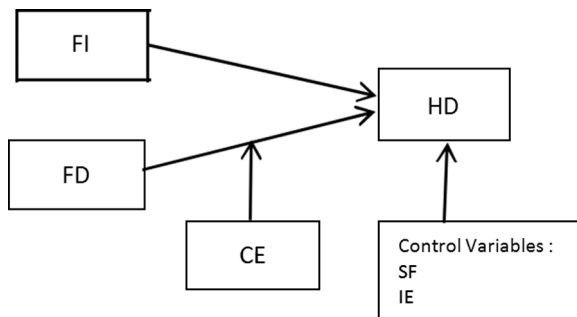 FI
HD
FD
CE
Control Variables :
SF
IE